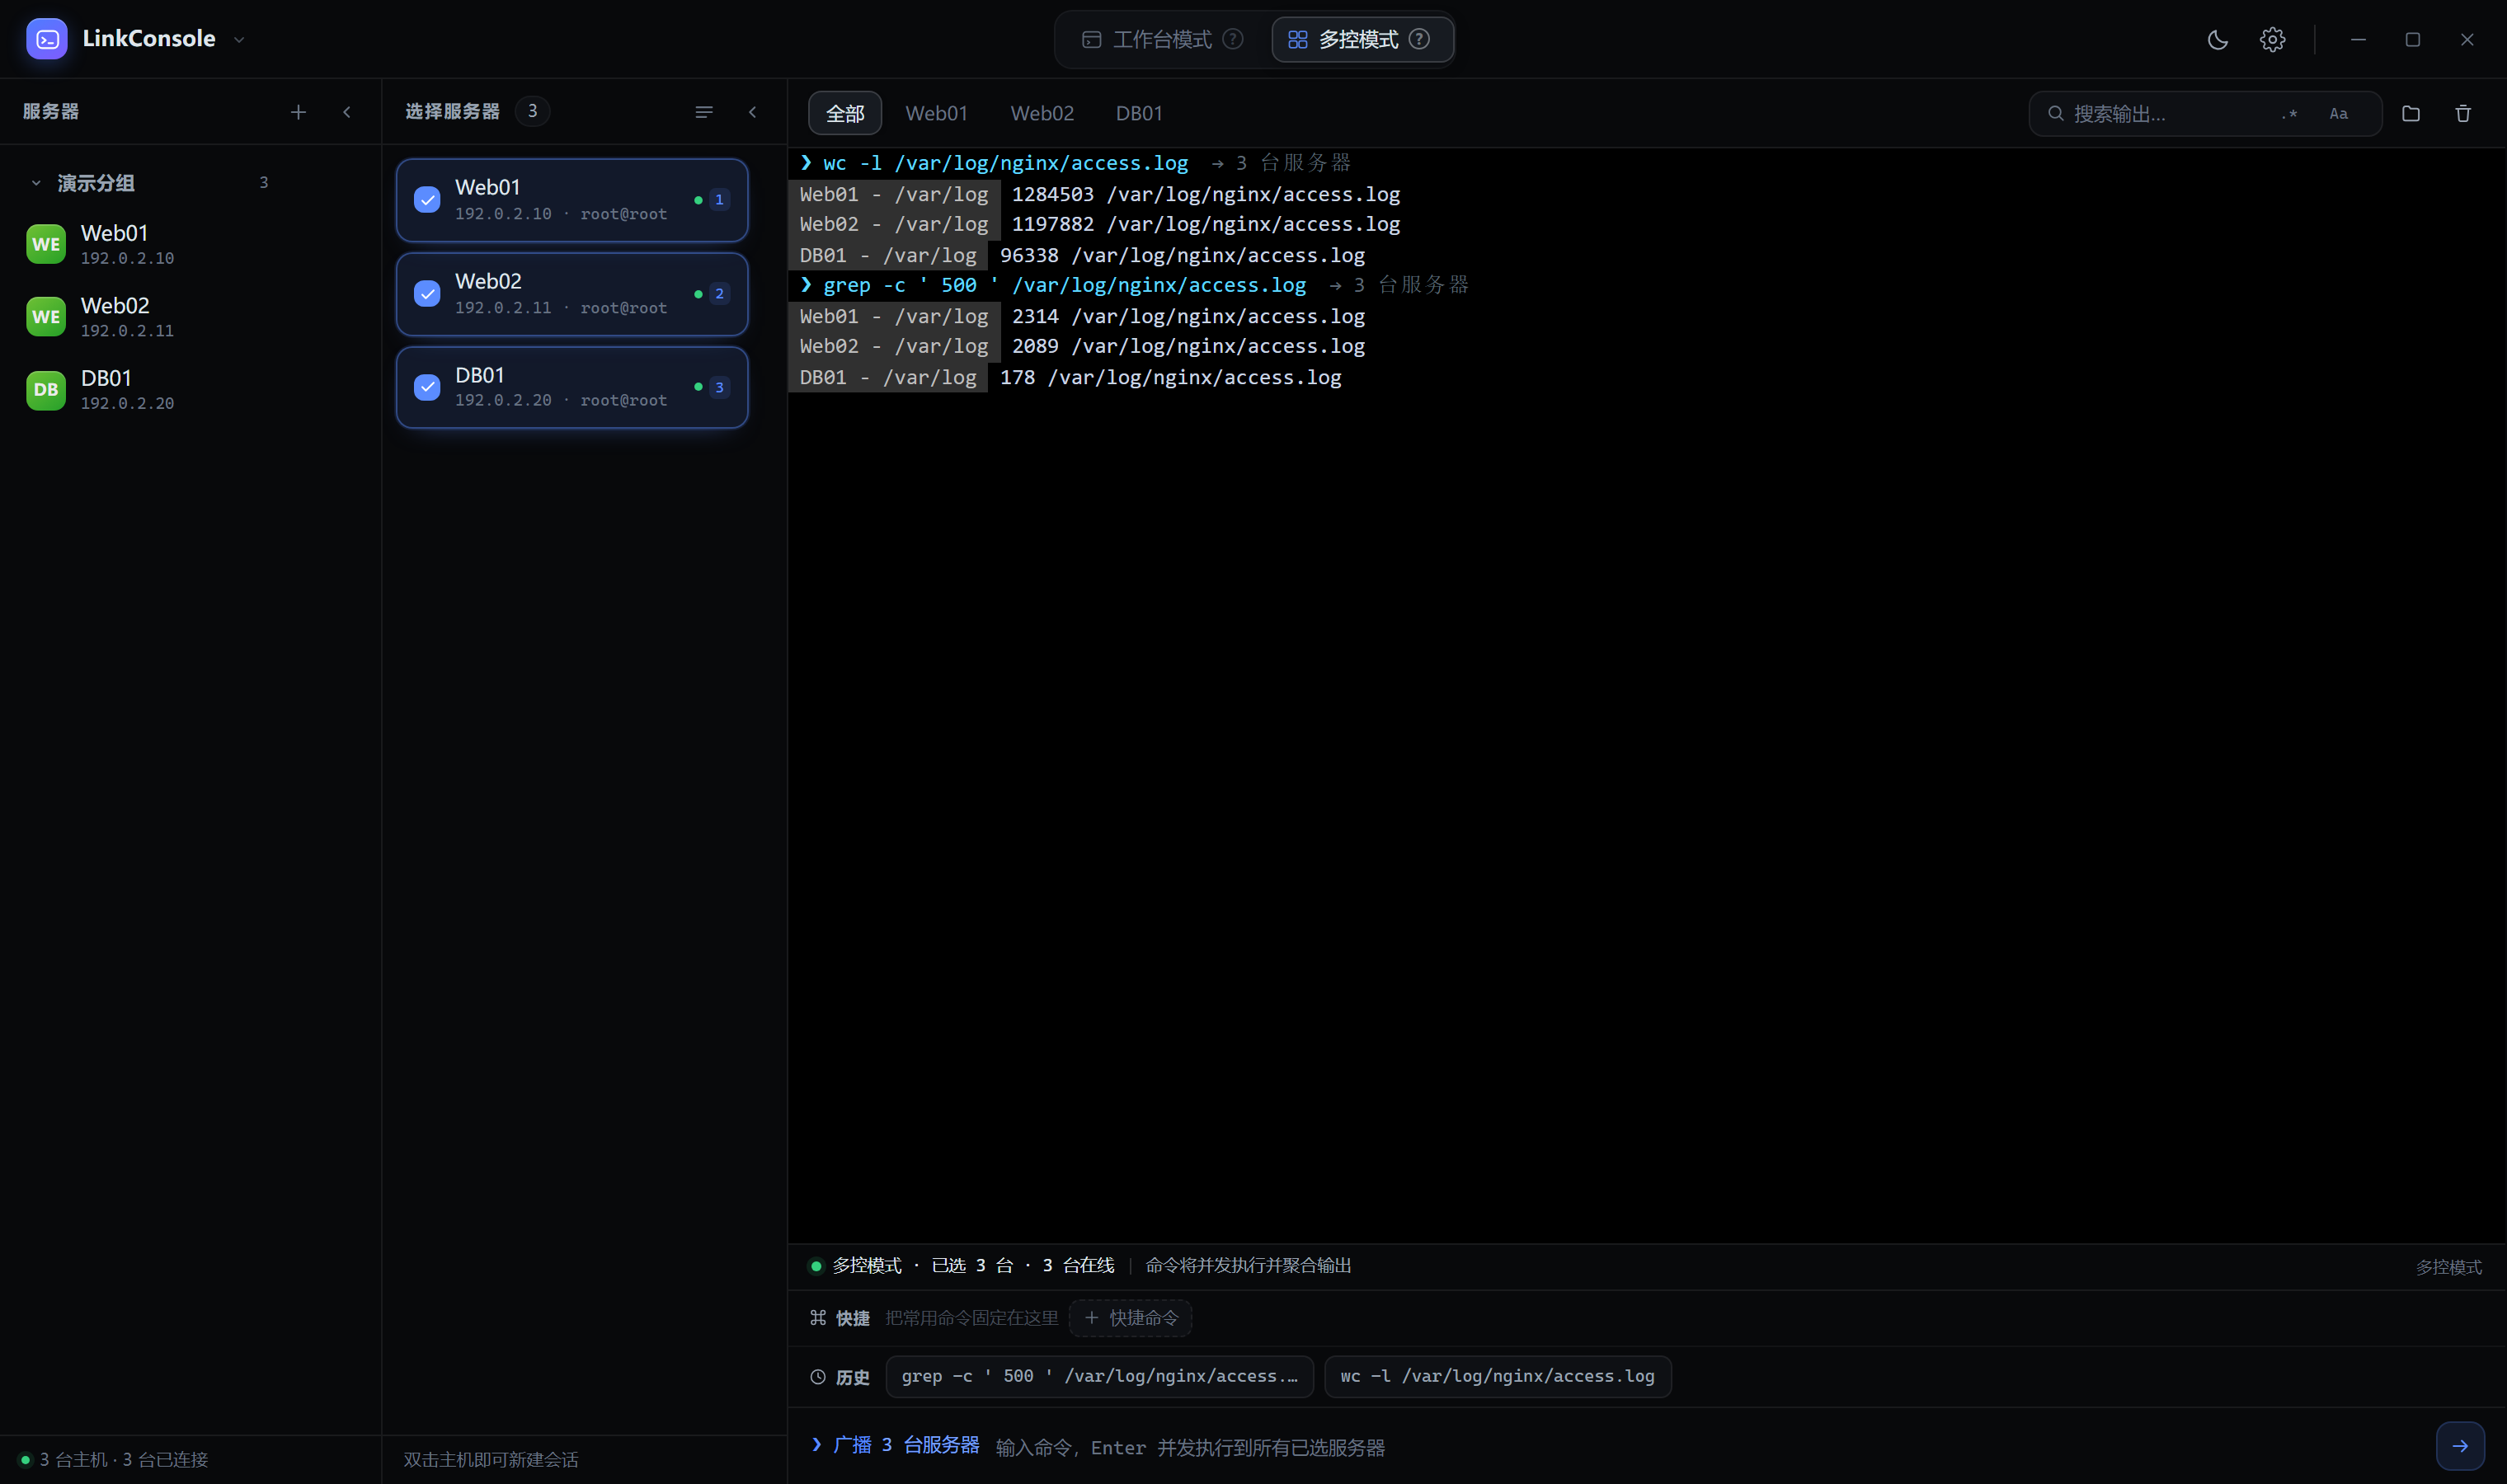 LinkConsole
工作台模式 ?
多控模式 ?
服务器
选择服务器 3
全部 Web01 Web02 DB01
搜索输出... .* Aa
演示分组 3
WE Web01
192.0.2.10
WE Web02
192.0.2.11
DB DB01
192.0.2.20
Web01
192.0.2.10 · root@root
1
Web02
192.0.2.11 · root@root
2
DB01
192.0.2.20 · root@root
3
❯ wc -l /var/log/nginx/access.log → 3 台服务器
Web01 - /var/log 1284503 /var/log/nginx/access.log
Web02 - /var/log 1197882 /var/log/nginx/access.log
DB01 - /var/log 96338 /var/log/nginx/access.log
❯ grep -c ' 500 ' /var/log/nginx/access.log → 3 台服务器
Web01 - /var/log 2314 /var/log/nginx/access.log
Web02 - /var/log 2089 /var/log/nginx/access.log
DB01 - /var/log 178 /var/log/nginx/access.log
多控模式 · 已选 3 台 · 3 台在线 | 命令将并发执行并聚合输出
多控模式
⌘ 快捷 把常用命令固定在这里 + 快捷命令
历史 grep -c ' 500 ' /var/log/nginx/access.… wc -l /var/log/nginx/access.log
❯ 广播 3 台服务器 输入命令, Enter 并发执行到所有已选服务器
3 台主机 · 3 台已连接
双击主机即可新建会话